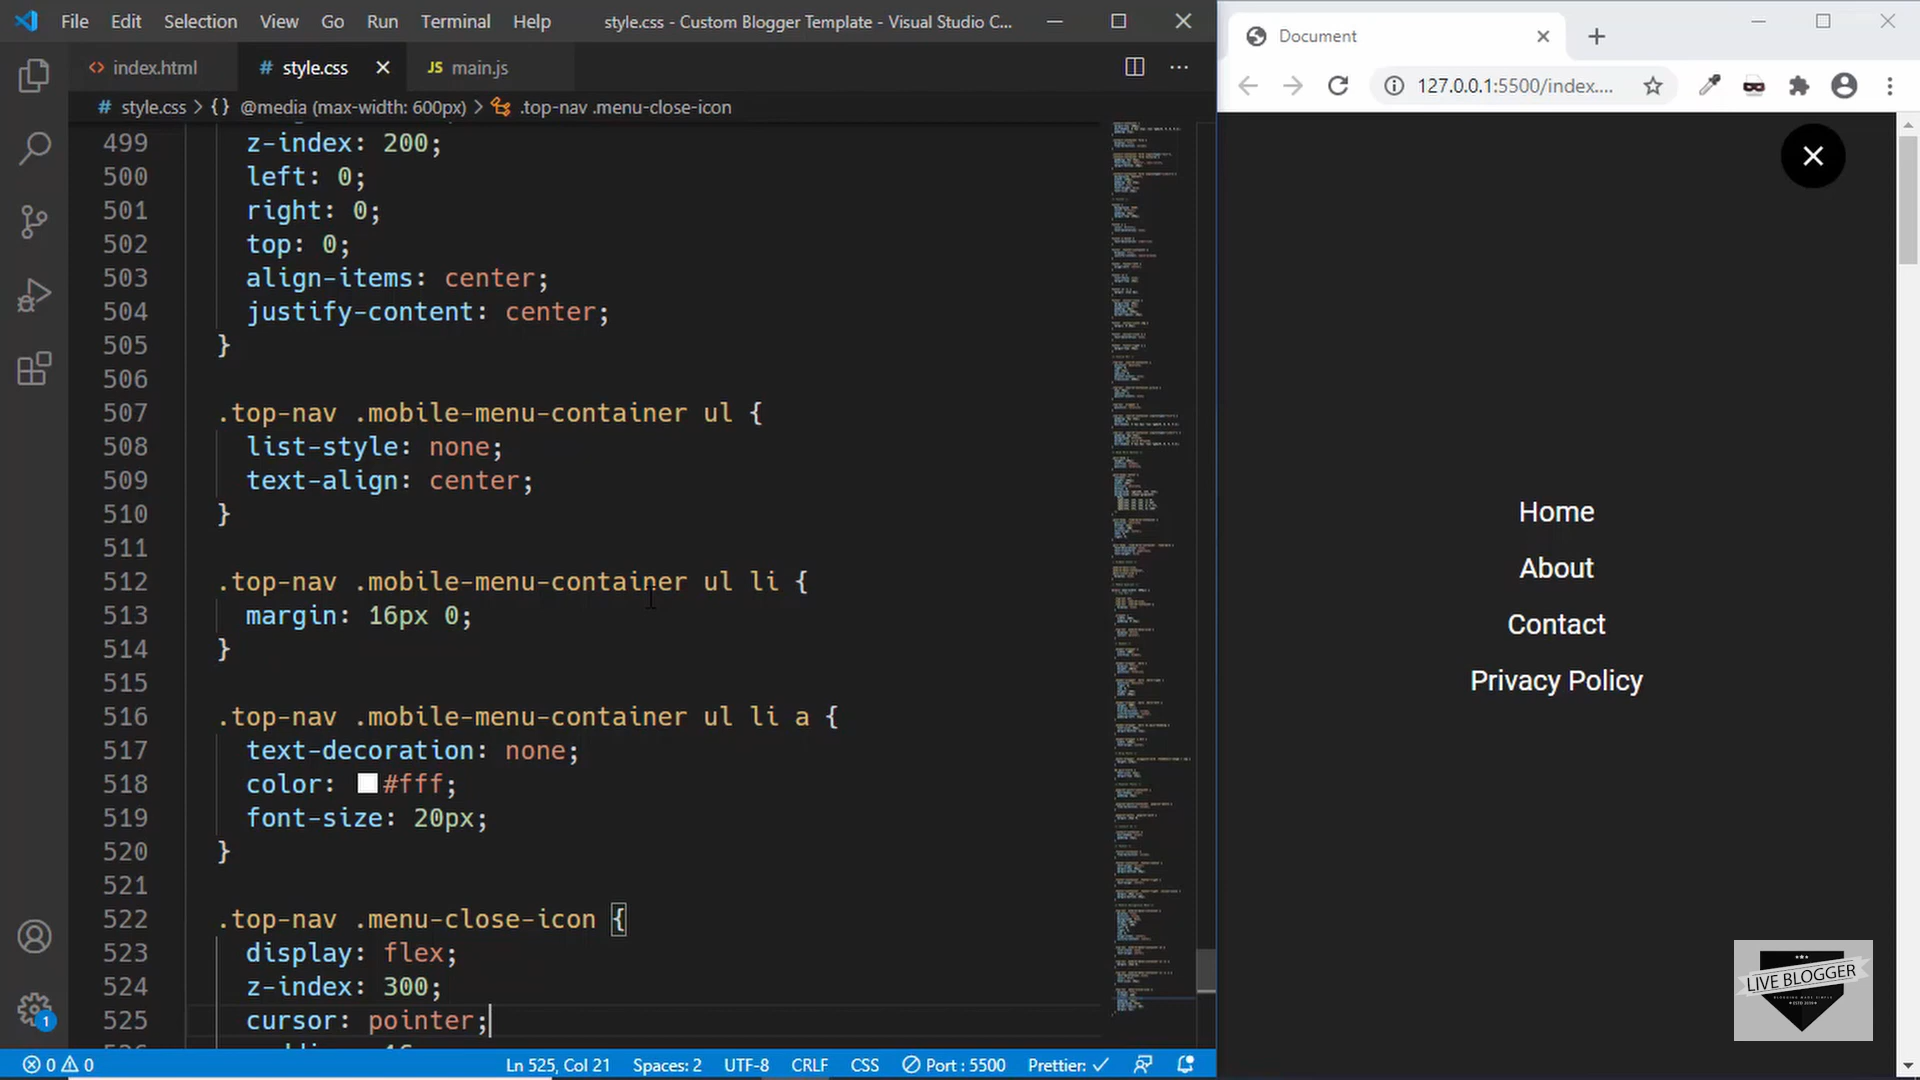 File Edit Selection View Go Run Terminal Help style.css - Custom Blogger Template - Visual Studio C...
index.html # style.css JS main.js
# style.css > {} @media (max-width: 600px) > .top-nav .menu-close-icon
499 z-index: 200;
500 left: 0;
501 right: 0;
502 top: 0;
503 align-items: center;
504 justify-content: center;
505 }
506
507 .top-nav .mobile-menu-container ul {
508 list-style: none;
509 text-align: center;
510 }
511
512 .top-nav .mobile-menu-container ul li {
513 margin: 16px 0;
514 }
515
516 .top-nav .mobile-menu-container ul li a {
517 text-decoration: none;
518 color: #fff;
519 font-size: 20px;
520 }
521
522 .top-nav .menu-close-icon {
523 display: flex;
524 z-index: 300;
525 cursor: pointer;
1
0 0 Ln 525, Col 21 Spaces: 2 UTF-8 CRLF CSS Port : 5500 Prettier: ✓
Document
127.0.0.1:5500/index....
Home
About
Contact
Privacy Policy
LIVE BLOGGER